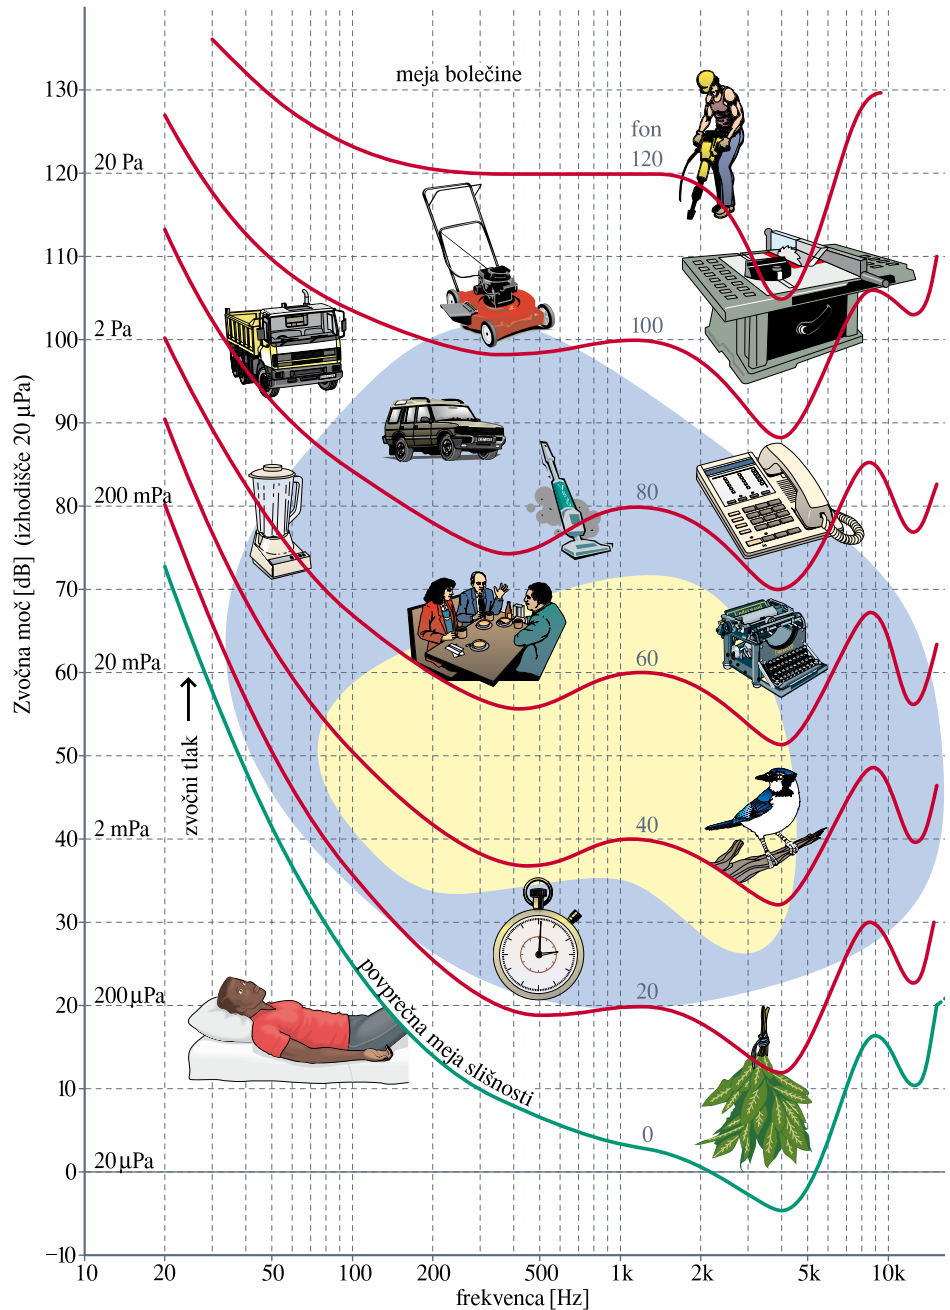 meja bolečine
130
fon
20 Pa
120
120
110
2 Pa
100
100
90
200 mPa
80
80
70
20 mPa
60
60
50
2 mPa
40
40
30
200 µPa
20
20
10
20 µPa
0
0
−10
Zvočna moč [dB] (izhodišče 20 µPa)
zvočni tlak
povprečna meja slišnosti
10
20
50
100
200
500
1k
2k
5k
10k
frekvenca [Hz]